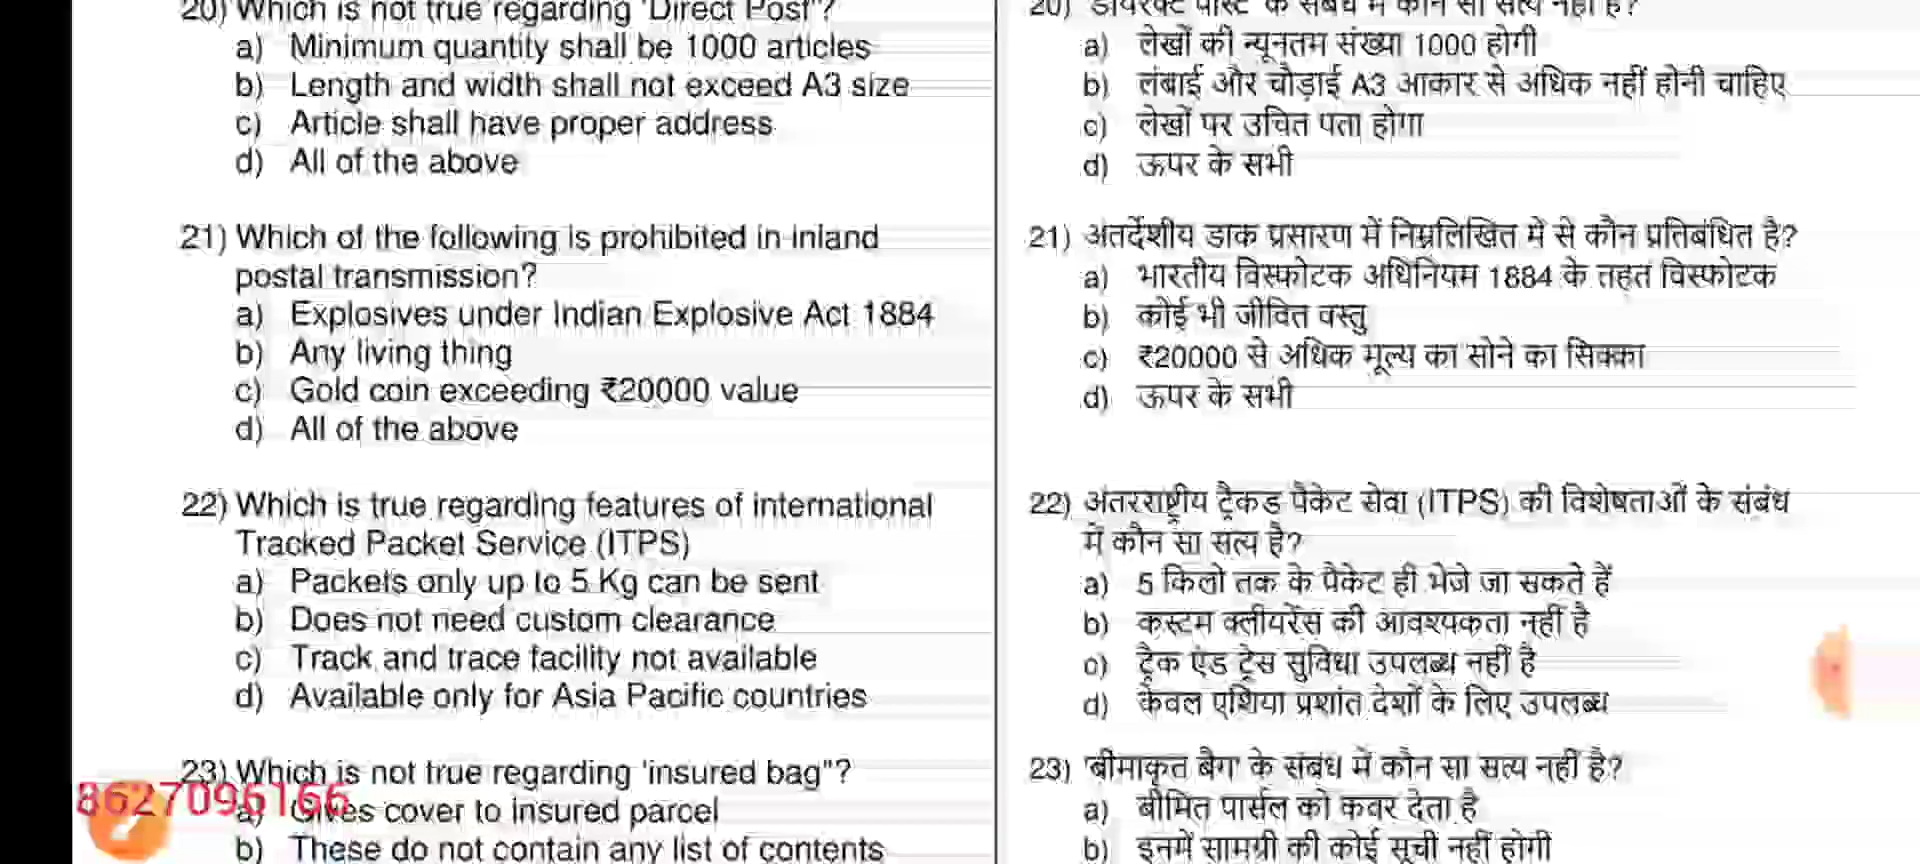 20) Which is not true regarding 'Direct Post'?
a) Minimum quantity shall be 1000 articles
b) Length and width shall not exceed A3 size
c) Article shall have proper address
d) All of the above
21) Which of the following is prohibited in inland
postal transmission?
a) Explosives under Indian Explosive Act 1884
b) Any living thing
c) Gold coin exceeding ₹20000 value
d) All of the above
22) Which is true regarding features of international
Tracked Packet Service (ITPS)
a) Packets only up to 5 Kg can be sent
b) Does not need custom clearance
c) Track and trace facility not available
d) Available only for Asia Pacific countries
23) Which is not true regarding 'insured bag"?
a) Gives cover to insured parcel
b) These do not contain any list of contents
20) डायरेक्ट पोस्ट' के संबंध में कौन सा सत्य नहीं है?
a) लेखों की न्यूनतम संख्या 1000 होगी
b) लंबाई और चौड़ाई A3 आकार से अधिक नहीं होनी चाहिए
c) लेखों पर उचित पता होगा
d) ऊपर के सभी
21) अंतर्देशीय डाक प्रसारण में निम्नलिखित मे से कौन प्रतिबंधित है?
a) भारतीय विस्फोटक अधिनियम 1884 के तहत विस्फोटक
b) कोई भी जीवित वस्तु
c) ₹20000 से अधिक मूल्य का सोने का सिक्का
d) ऊपर के सभी
22) अंतरराष्ट्रीय ट्रैकड पैकेट सेवा (ITPS) की विशेषताओं के संबंध
में कौन सा सत्य है?
a) 5 किलो तक के पैकेट ही भेजे जा सकते हैं
b) कस्टम क्लीयरेंस की आवश्यकता नहीं है
c) ट्रैक एंड ट्रेस सुविधा उपलब्ध नहीं है
d) केवल एशिया प्रशांत देशों के लिए उपलब्ध
23) 'बीमाकृत बैग' के संबंध में कौन सा सत्य नहीं है?
a) बीमित पार्सल को कवर देता है
b) इनमें सामग्री की कोई सूची नहीं होगी
8627096166